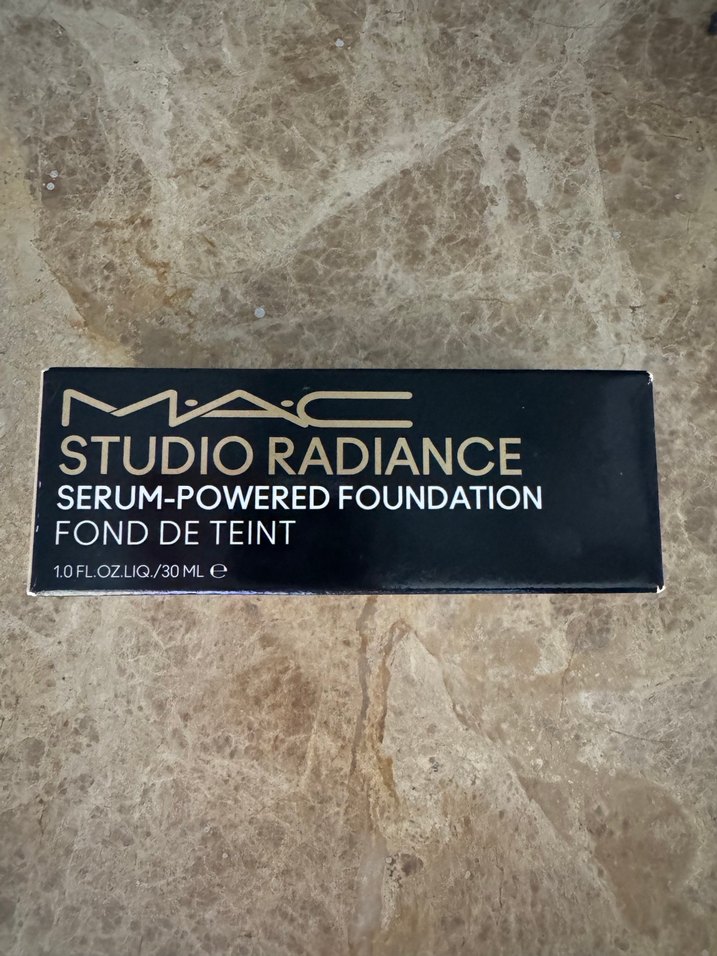 M·A·C
STUDIO RADIANCE
SERUM-POWERED FOUNDATION
FOND DE TEINT
1.0 FL.OZ.LIQ./30 ML ℮